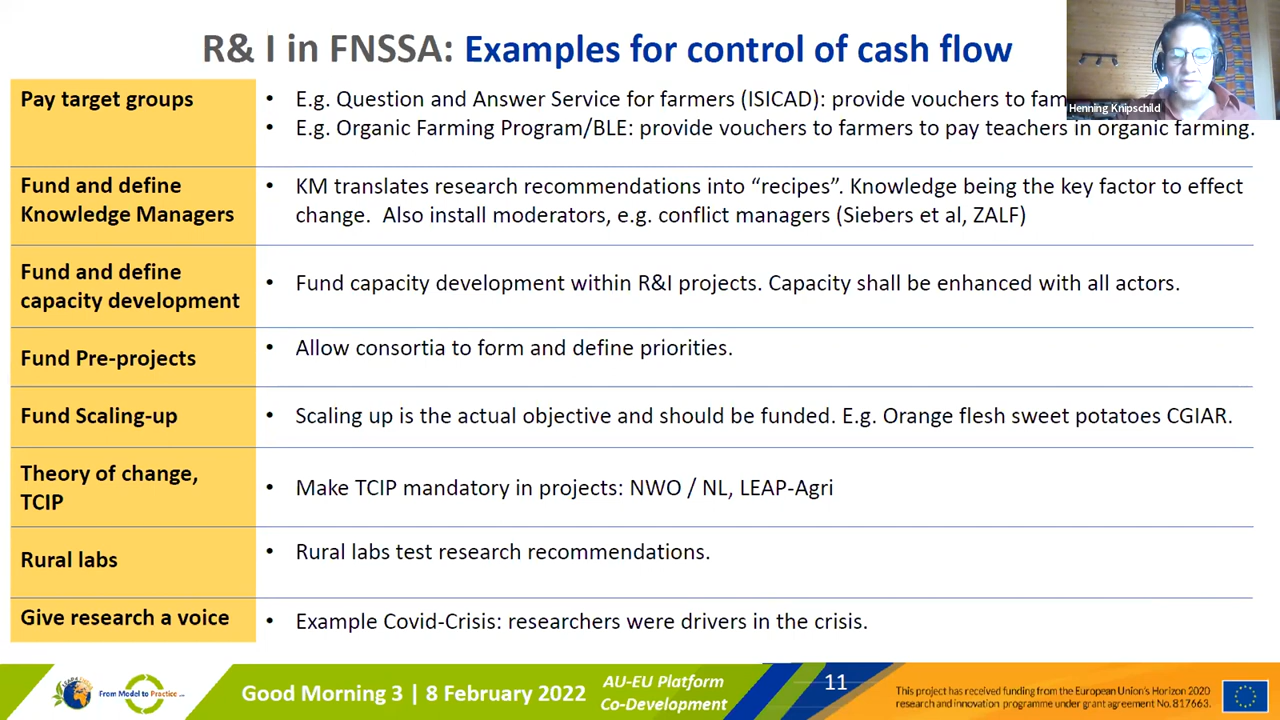 R& I in FNSSA: Examples for control of cash flow
Henning Knipschild
Pay target groups
• E.g. Question and Answer Service for farmers (ISICAD): provide vouchers to
• E.g. Organic Farming Program/BLE: provide vouchers to farmers to pay teachers in organic farming.
Fund and define
Knowledge Managers
• KM translates research recommendations into “recipes”. Knowledge being the key factor to effect
change. Also install moderators, e.g. conflict managers (Siebers et al, ZALF)
Fund and define
capacity development
• Fund capacity development within R&I projects. Capacity shall be enhanced with all actors.
Fund Pre-projects
• Allow consortia to form and define priorities.
Fund Scaling-up
• Scaling up is the actual objective and should be funded. E.g. Orange flesh sweet potatoes CGIAR.
Theory of change,
TCIP
• Make TCIP mandatory in projects: NWO / NL, LEAP-Agri
Rural labs
• Rural labs test research recommendations.
Give research a voice
• Example Covid-Crisis: researchers were drivers in the crisis.
From Model to Practice ...
Good Morning 3 | 8 February 2022
AU-EU Platform
Co-Development
11
This project has received funding from the European Union's Horizon 2020
research and innovation programme under grant agreement No.817663.